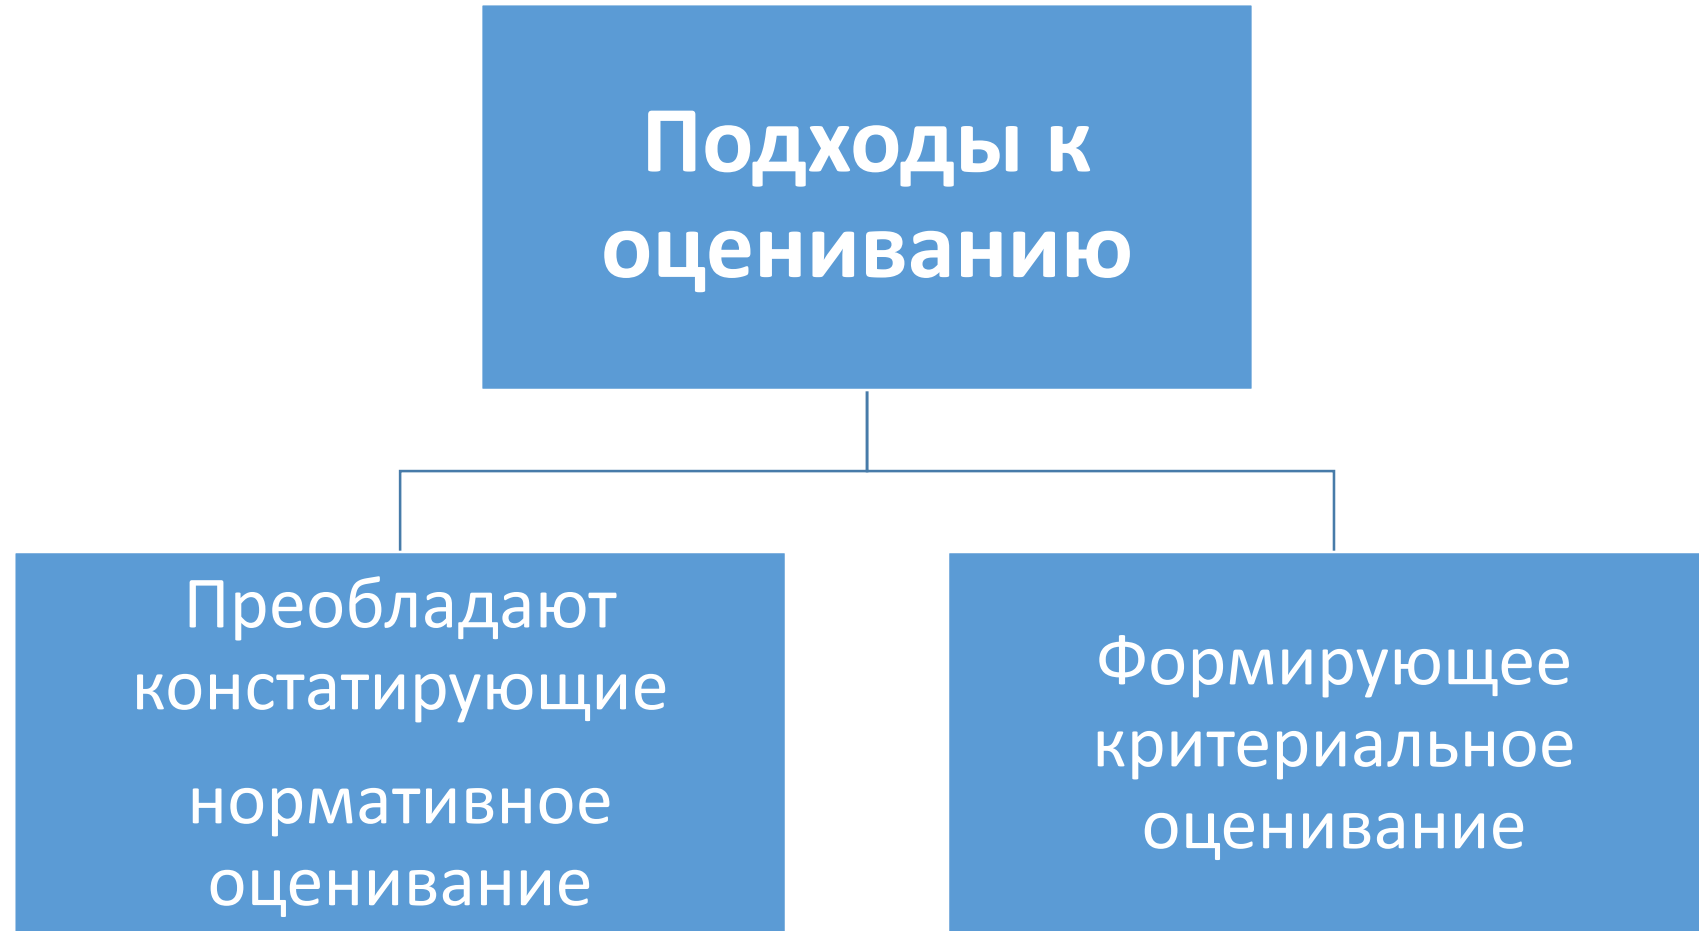 Подходы к
оцениванию
Преобладают
констатирующие
нормативное
оценивание
Формирующее
критериальное
оценивание